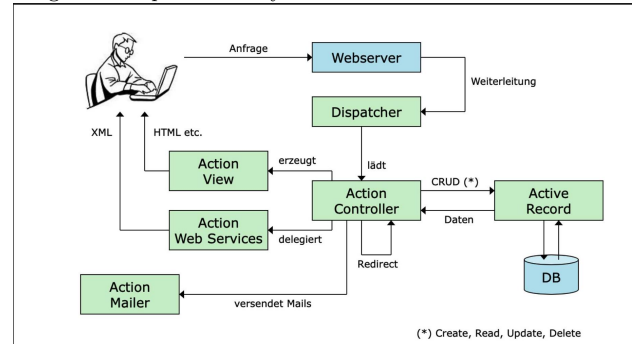 Anfrage
Webserver
Weiterleitung
Dispatcher
XML
HTML etc.
lädt
Action
View
erzeugt
Action
Controller
CRUD (*)
Daten
Active
Record
Action
Web Services
delegiert
Redirect
DB
Action
Mailer
versendet Mails
(*) Create, Read, Update, Delete